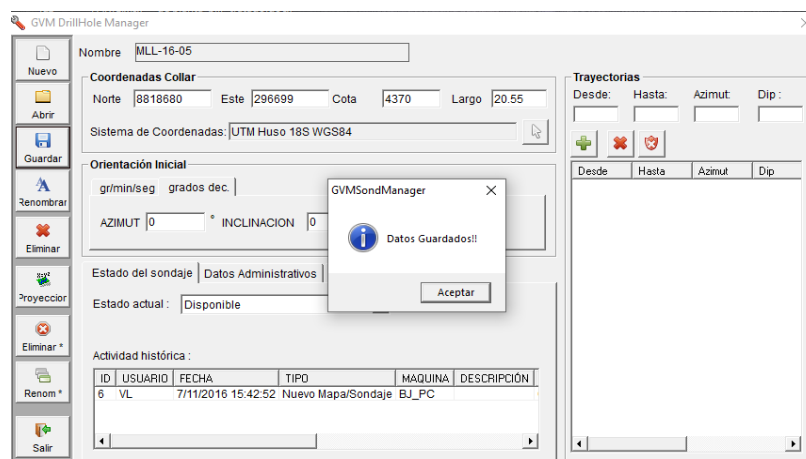 GVM DrillHole Manager
Nuevo
Abrir
Guardar
Renombrar
Eliminar
Proyeccior
Eliminar *
Renom *
Salir
Nombre MLL-16-05
Coordenadas Collar
Norte 8818680 Este 296699 Cota 4370 Largo 20.55
Sistema de Coordenadas: UTM Huso 18S WGS84
Orientación Inicial
gr/min/seg grados dec.
AZIMUT 0 ° INCLINACION 0
GVMSondManager
Datos Guardados!!
Aceptar
Estado del sondaje Datos Administrativos
Estado actual : Disponible
Actividad histórica :
ID USUARIO FECHA TIPO MAQUINA DESCRIPCIÓN
6 VL 7/11/2016 15:42:52 Nuevo Mapa/Sondaje BJ_PC
Trayectorias
Desde: Hasta: Azimut: Dip :
Desde Hasta Azimut Dip